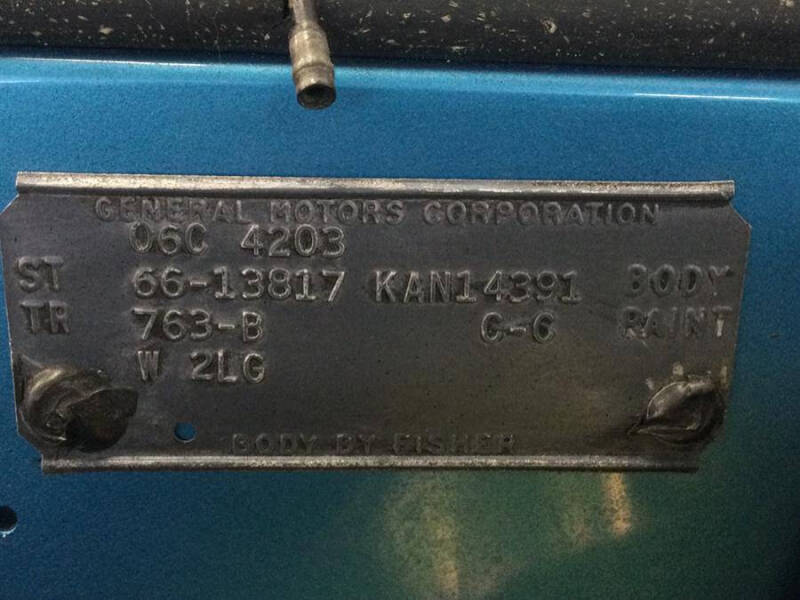 GENERAL MOTORS CORPORATION
06C 4203
ST 66-13817 KAN14391 BODY
TR 763-B C-C PAINT
W 2LG
BODY BY FISHER